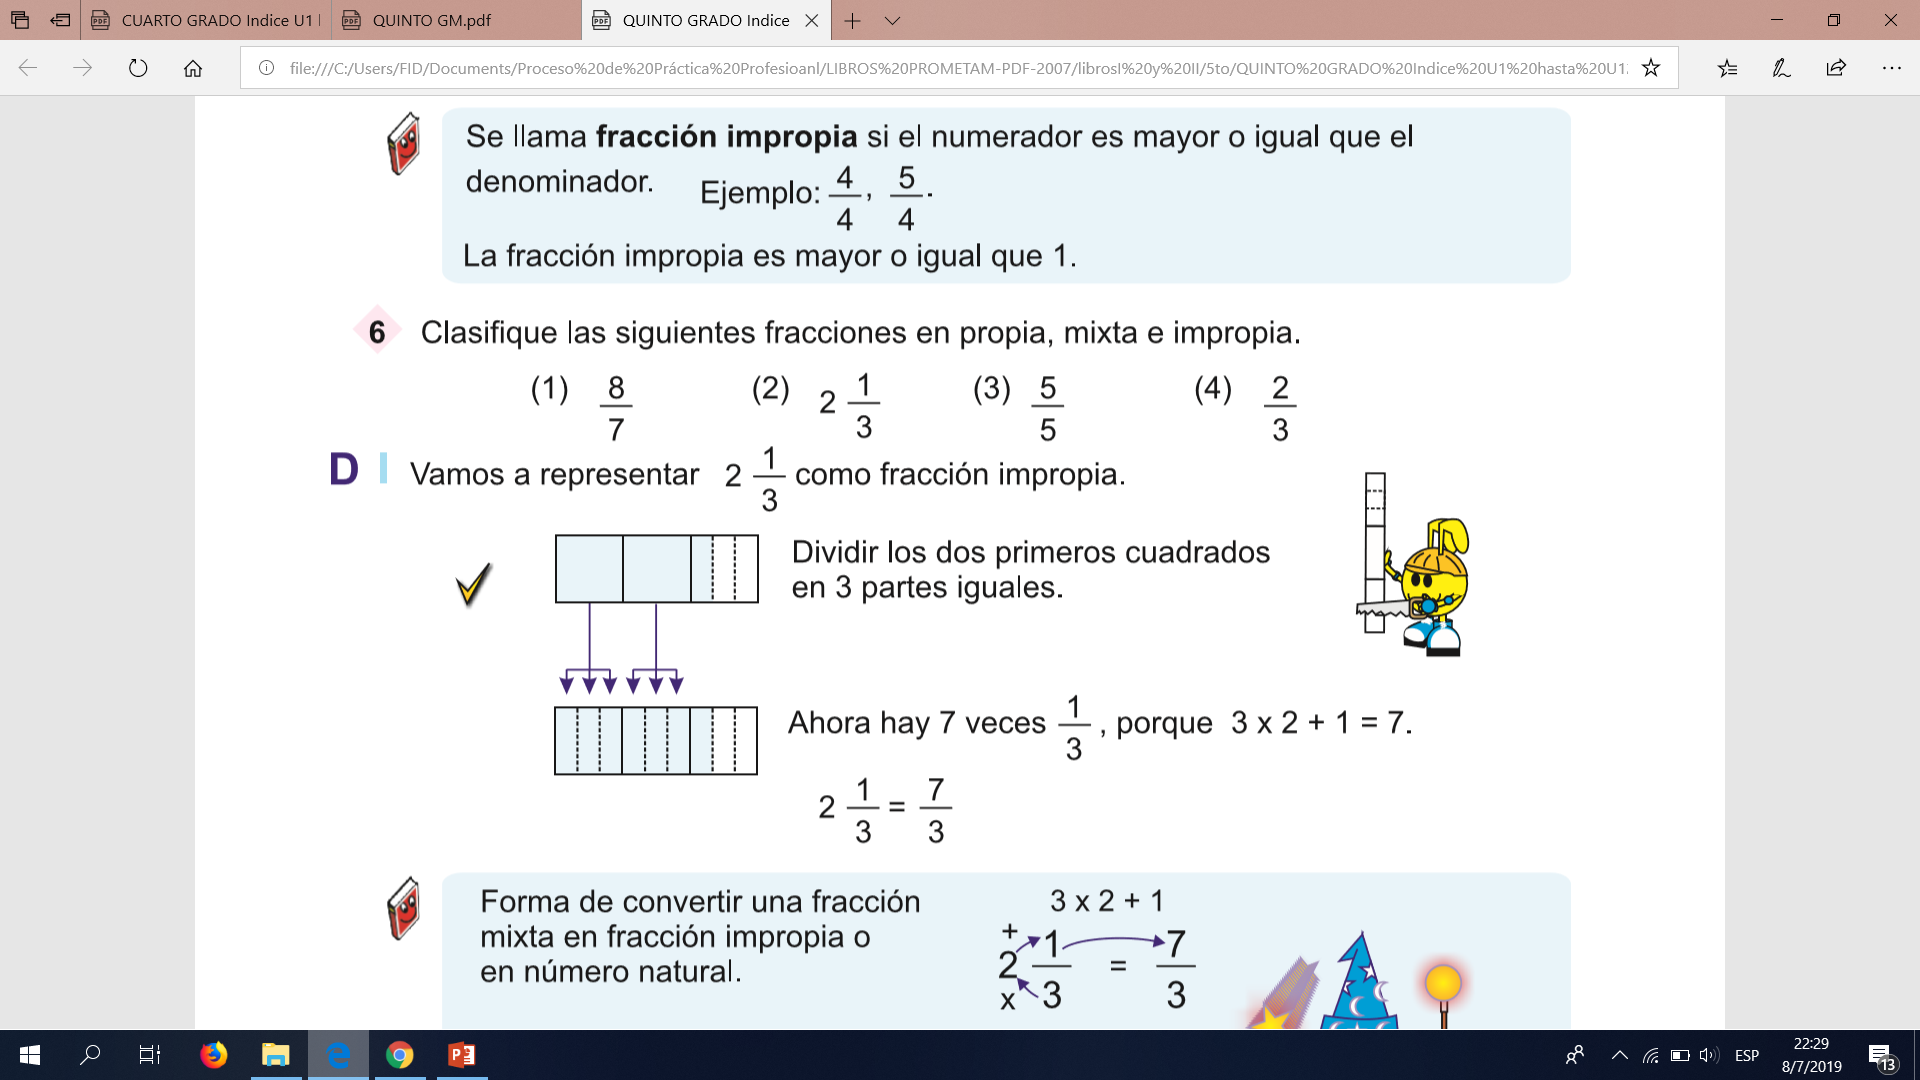 CUARTO GRADO Indice U1 
QUINTO GM.pdf
QUINTO GRADO Indice
file:///C:/Users/FID/Documents/Proceso%20de%20Práctica%20Profesioanl/LIBROS%20PROMETAM-PDF-2007/librosI%20y%20II/5to/QUINTO%20GRADO%20Indice%20U1%20hasta%20U1
Se llama fracción impropia si el numerador es mayor o igual que el
denominador. Ejemplo: 4/4, 5/4.
La fracción impropia es mayor o igual que 1.
6 Clasifique las siguientes fracciones en propia, mixta e impropia.
(1) 8/7 (2) 2 1/3 (3) 5/5 (4) 2/3
D 1 Vamos a representar 2 1/3 como fracción impropia.
Dividir los dos primeros cuadrados
en 3 partes iguales.
Ahora hay 7 veces 1/3, porque 3 x 2 + 1 = 7.
2 1/3 = 7/3
Forma de convertir una fracción
mixta en fracción impropia o
en número natural.
3 x 2 + 1
+
2 1/3 = 7/3
x
ESP
22:29
8/7/2019
13